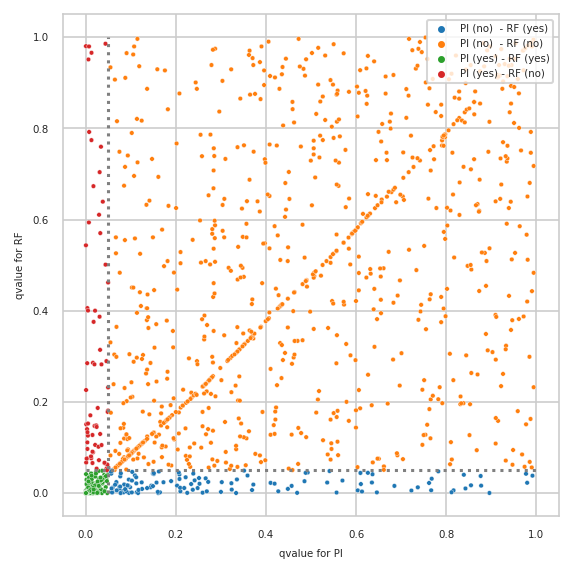 PI (no)  - RF (yes)
PI (no)  - RF (no)
PI (yes) - RF (yes)
PI (yes) - RF (no)
1.0
0.8
0.6
0.4
0.2
0.0
qvalue for RF
0.0 0.2 0.4 0.6 0.8 1.0
qvalue for PI